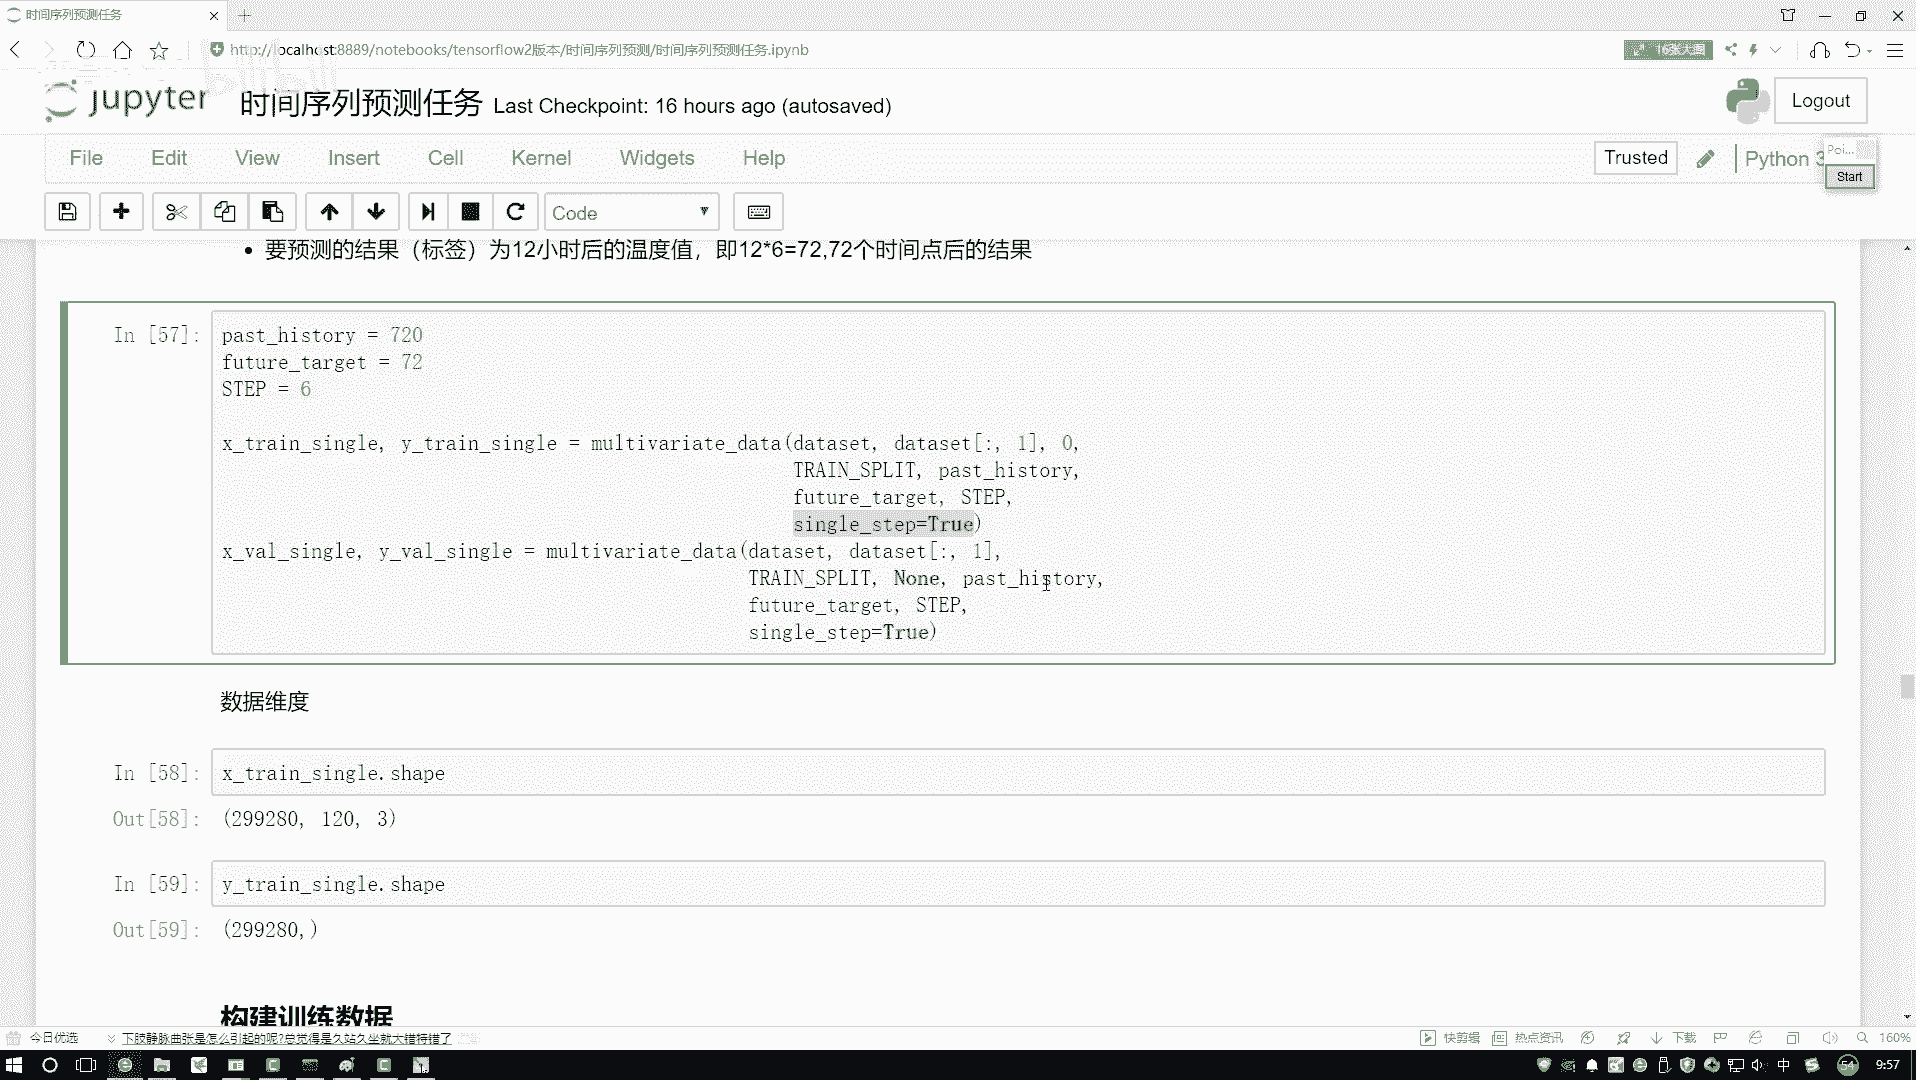 时间序列预测任务
http://localhost:8889/notebooks/tensorflow2版本/时间序列预测/时间序列预测任务.ipynb
16张大图
jupyter 时间序列预测任务 Last Checkpoint: 16 hours ago (autosaved)
Logout
File Edit View Insert Cell Kernel Widgets Help
Trusted
Python 3
Poi...
Start
Code
要预测的结果（标签）为12小时后的温度值，即12*6=72,72个时间点后的结果
In [57]:
past_history = 720
future_target = 72
STEP = 6
x_train_single, y_train_single = multivariate_data(dataset, dataset[:, 1], 0,
TRAIN_SPLIT, past_history,
future_target, STEP,
single_step=True)
x_val_single, y_val_single = multivariate_data(dataset, dataset[:, 1],
TRAIN_SPLIT, None, past_history,
future_target, STEP,
single_step=True)
数据维度
In [58]: x_train_single.shape
Out[58]: (299280, 120, 3)
In [59]: y_train_single.shape
Out[59]: (299280,)
构建训练数据
今日优选
下肢静脉曲张是怎么引起的呢?总觉得是久站久坐就大错特错了
快剪辑
热点资讯
下载
160%
中
54
9:57